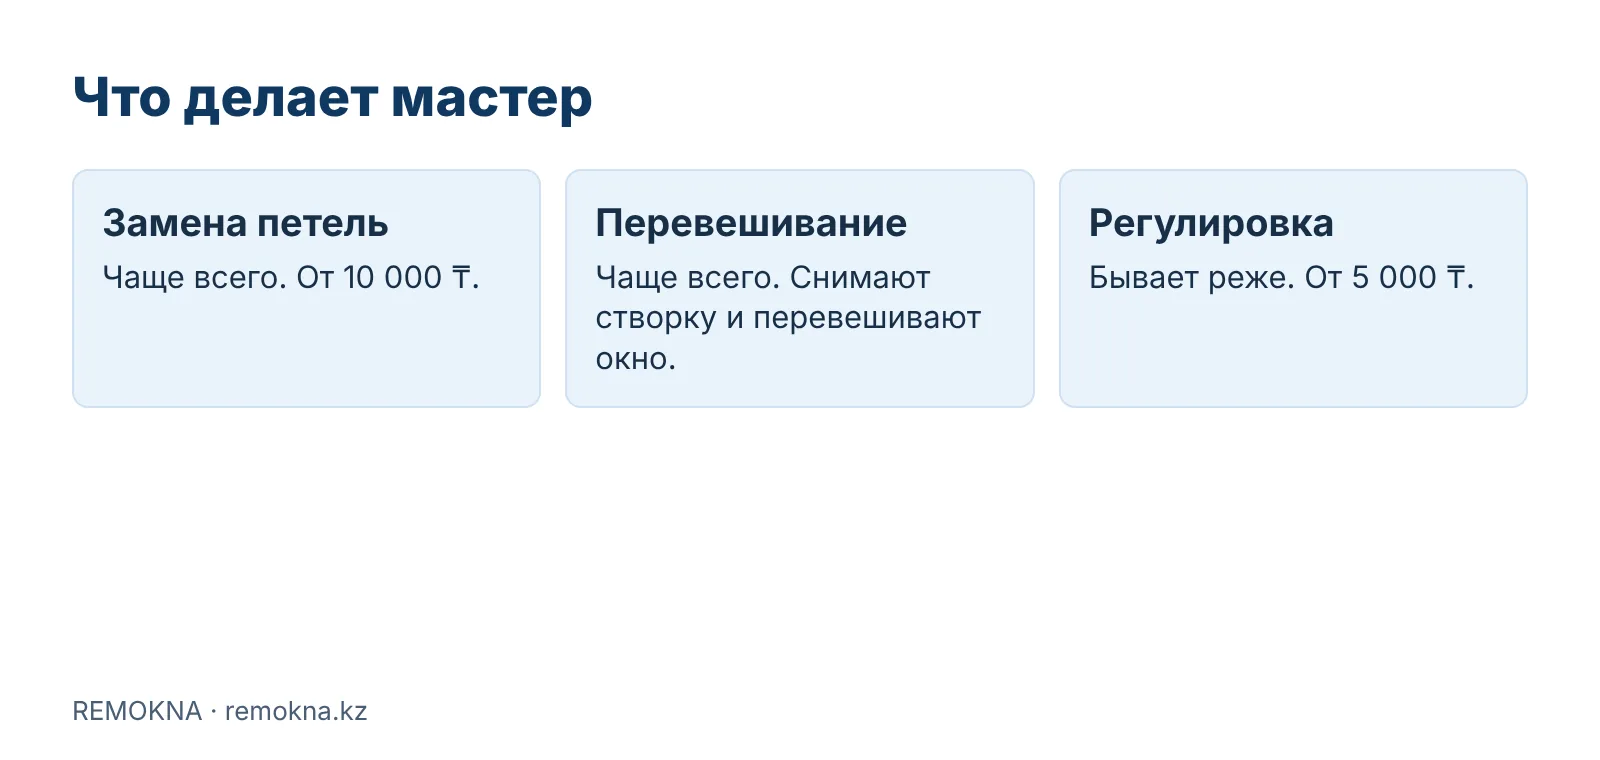 Что делает мастер
Замена петель
Чаще всего. От 10 000 ₸.
Перевешивание
Чаще всего. Снимают
створку и перевешивают
окно.
Регулировка
Бывает реже. От 5 000 ₸.
REMOKNA · remokna.kz